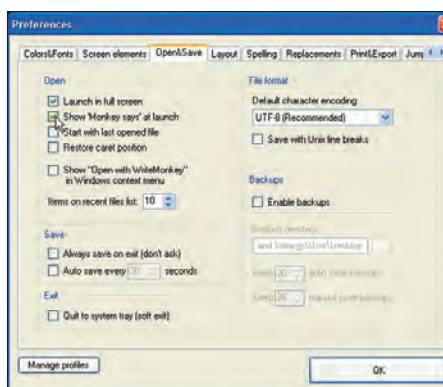 Preferences
Colors&Fonts Screen elements Open&Save Layout Spelling Replacements Print&Export Jump
Open
Launch in full screen
Show 'Monkey says' at launch
Start with last opened file
Restore caret position
Show "Open with WriteMonkey"
in Windows context menu
Items on recent files list: 10
Save
Always save on exit (don't ask)
Auto save every seconds
Exit
Quit to system tray (soft exit)
File format
Default character encoding
UTF-8 (Recommended)
Save with Unix line breaks
Backups
Enable backups
Manage profiles
OK